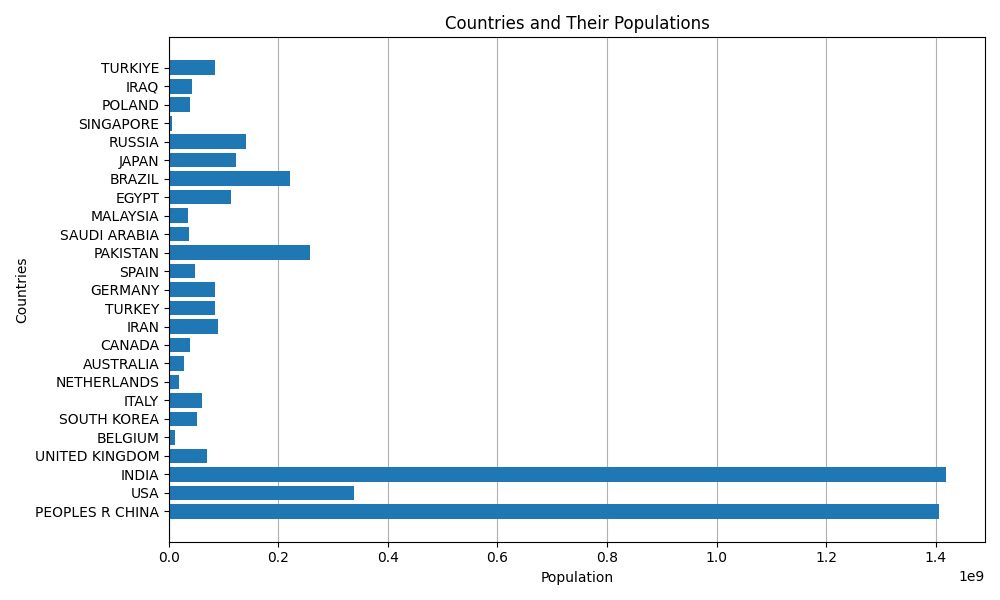 Countries and Their Populations
TURKIYE
IRAQ
POLAND
SINGAPORE
RUSSIA
JAPAN
BRAZIL
EGYPT
MALAYSIA
SAUDI ARABIA
PAKISTAN
SPAIN
GERMANY
TURKEY
IRAN
CANADA
AUSTRALIA
NETHERLANDS
ITALY
SOUTH KOREA
BELGIUM
UNITED KINGDOM
INDIA
USA
PEOPLES R CHINA
Countries
0.0 0.2 0.4 0.6 0.8 1.0 1.2 1.4
1e9
Population